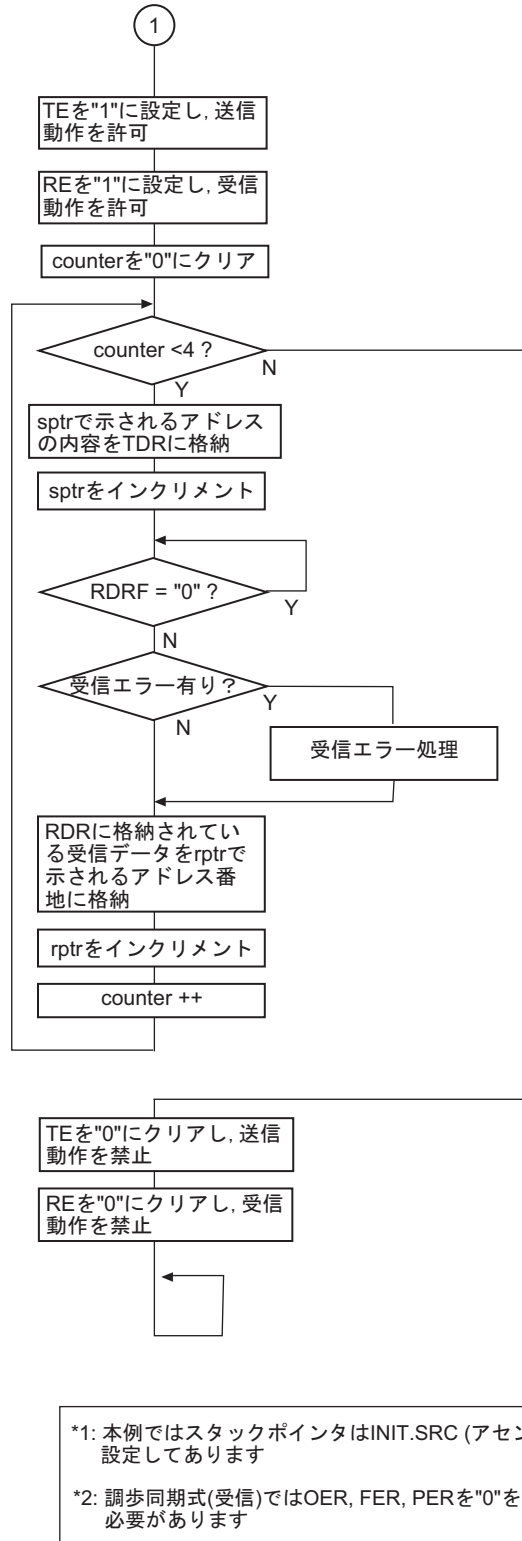 1
TEを"1"に設定し, 送信
動作を許可
REを"1"に設定し, 受信
動作を許可
counterを"0"にクリア
counter <4 ?
N
Y
sptrで示されるアドレス
の内容をTDRに格納
sptrをインクリメント
RDRF = "0" ?
Y
N
受信エラー有り？
Y
N
受信エラー処理
RDRに格納されてい
る受信データをrptrで
示されるアドレス番
地に格納
rptrをインクリメント
counter ++
TEを"0"にクリアし, 送信
動作を禁止
REを"0"にクリアし, 受信
動作を禁止
*1: 本例ではスタックポインタはINIT.SRC (アセン
設定してあります
*2: 調歩同期式(受信)ではOER, FER, PERを"0"を
必要があります